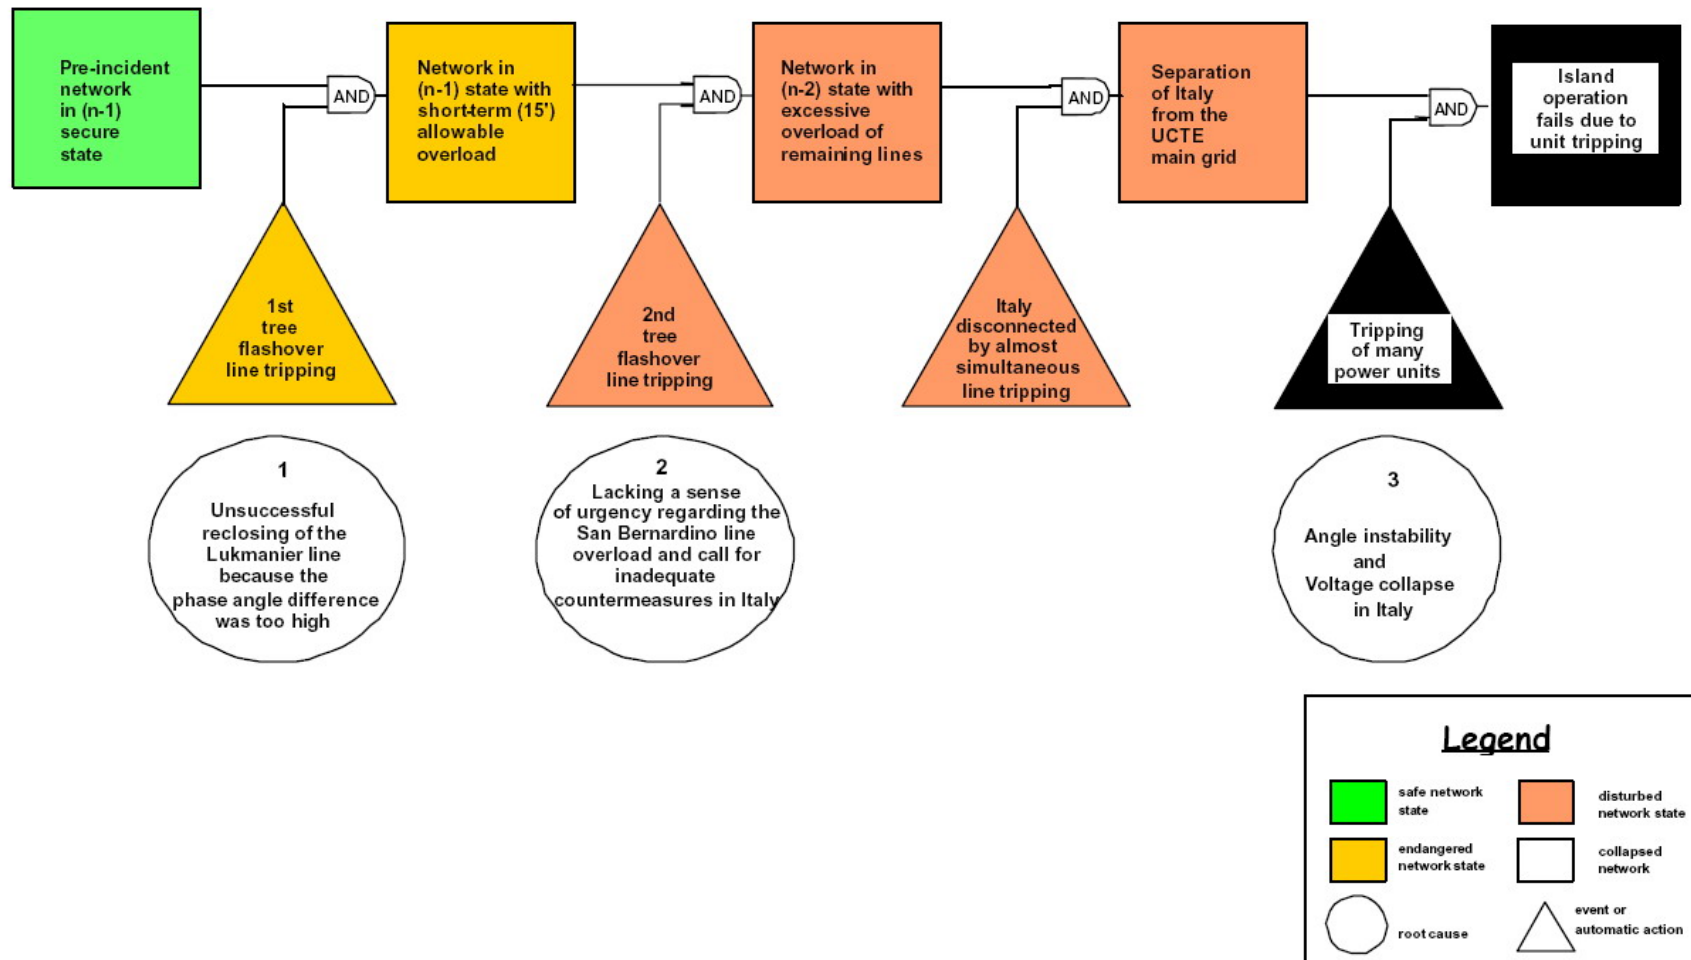 Pre-incident
network
in (n-1)
secure
state
AND
Network in
(n-1) state with
short-term (15')
allowable
overload
AND
Network in
(n-2) state with
excessive
overload of
remaining lines
AND
Separation
of Italy
from the
UCTE
main grid
AND
Island
operation
fails due to
unit tripping
1st
tree
flashover
line tripping
2nd
tree
flashover
line tripping
Italy
disconnected
by almost
simultaneous
line tripping
Tripping
of many
power units
1
Unsuccessful
reclosing of the
Lukmanier line
because the
phase angle difference
was too high
2
Lacking a sense
of urgency regarding the
San Bernardino line
overload and call for
inadequate
countermeasures in Italy
3
Angle instability
and
Voltage collapse
in Italy
Legend
safe network
state
disturbed
network state
endangered
network state
collapsed
network
root cause
event or
automatic action